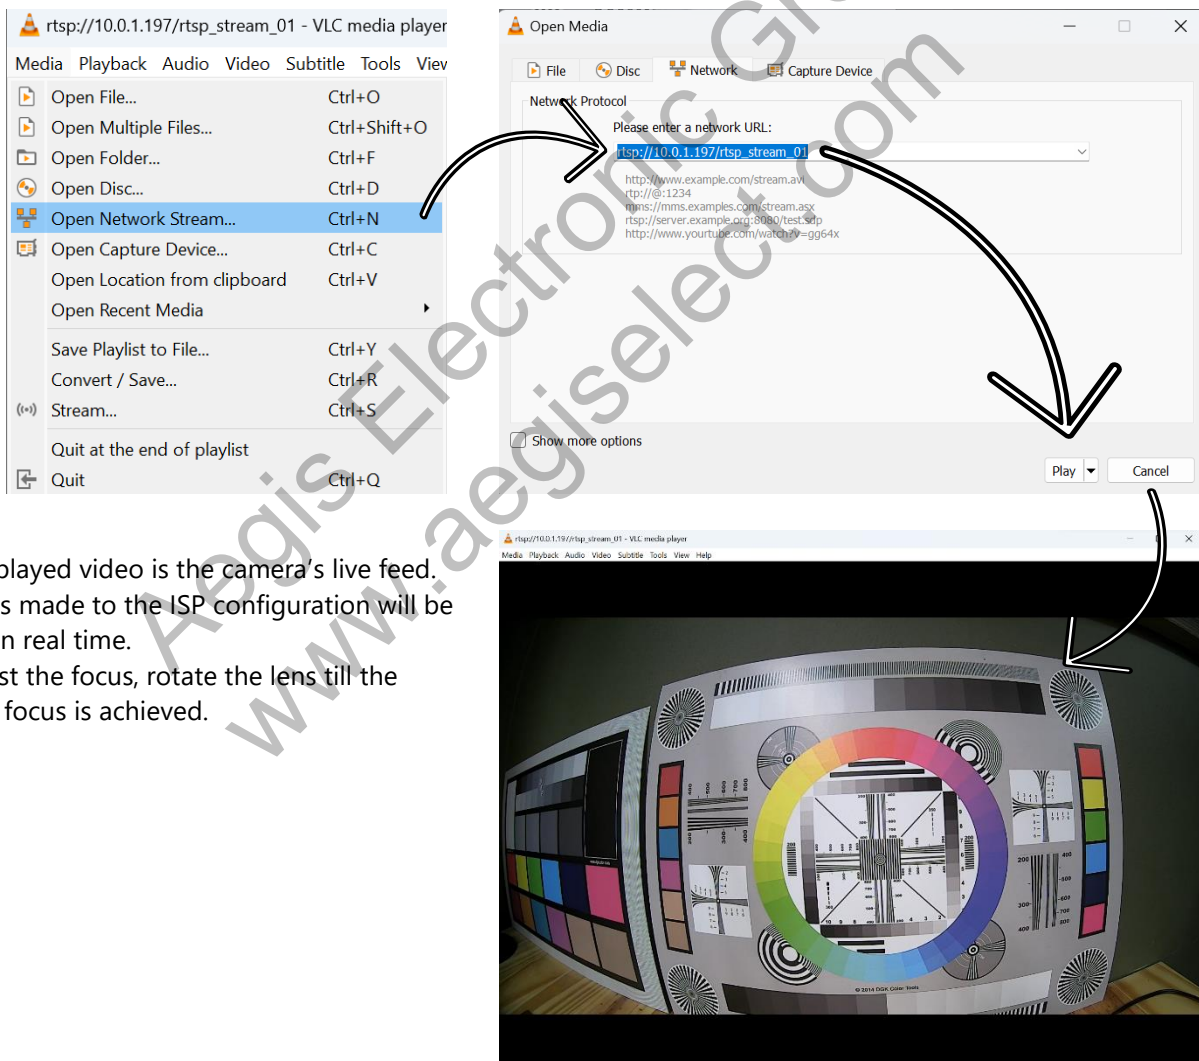 rtsp://10.0.1.197/rtsp_stream_01 - VLC media player
Media Playback Audio Video Subtitle Tools View
Open File... Ctrl+O
Open Multiple Files... Ctrl+Shift+O
Open Folder... Ctrl+F
Open Disc... Ctrl+D
Open Network Stream... Ctrl+N
Open Capture Device... Ctrl+C
Open Location from clipboard Ctrl+V
Open Recent Media
Save Playlist to File... Ctrl+Y
Convert / Save... Ctrl+R
Stream... Ctrl+S
Quit at the end of playlist
Quit Ctrl+Q
Open Media
File Disc Network Capture Device
Network Protocol
Please enter a network URL:
rtsp://10.0.1.197/rtsp_stream_01
http://www.example.com/stream.avi
rtp://@:1234
mms://mms.examples.com/stream.asx
rtsp://server.example.org:8080/test.sdp
http://www.yourtube.com/watch?v=gg64x
Show more options
Play Cancel
played video is the camera's live feed.
s made to the ISP configuration will be
n real time.
st the focus, rotate the lens till the
focus is achieved.
rtsp://10.0.1.197/rtsp_stream_01 - VLC media player
Media Playback Audio Video Subtitle Tools View Help
© 2014 DGK Color Tools
Aegis Electronic Gr
www.aegiselect.com